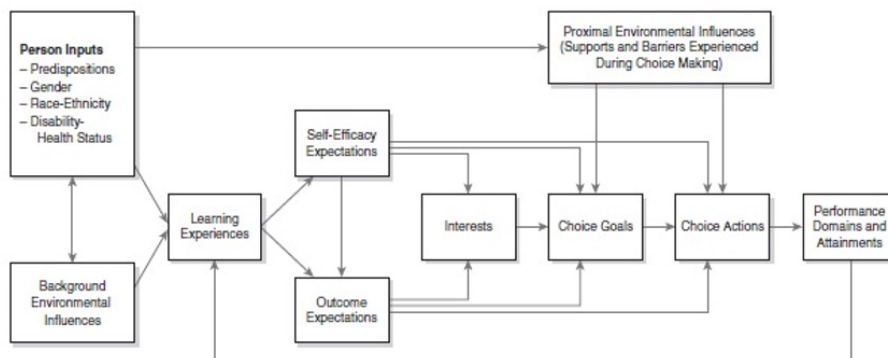 Person Inputs
– Predispositions
– Gender
– Race-Ethnicity
– Disability-
Health Status
Proximal Environmental Influences
(Supports and Barriers Experienced
During Choice Making)
Self-Efficacy
Expectations
Learning
Experiences
Interests
Choice Goals
Choice Actions
Performance
Domains and
Attainments
Background
Environmental
Influences
Outcome
Expectations